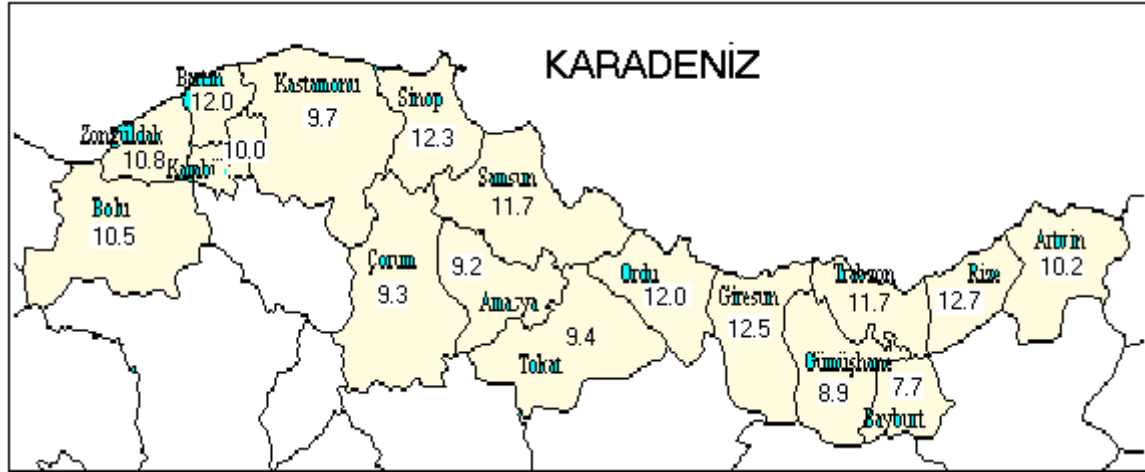 KARADENİZ
Bartın
12.0
Kastamonu
9.7
Sinop
12.3
Zonguldak
10.8
10.0
Samsun
11.7
Bolu
10.5
Çorum
9.3
9.2
Amasya
Ordu
12.0
Giresun
12.5
Trabzon
11.7
Rize
12.7
Artvin
10.2
9.4
Tokat
Gümüşhane
8.9
7.7
Bayburt